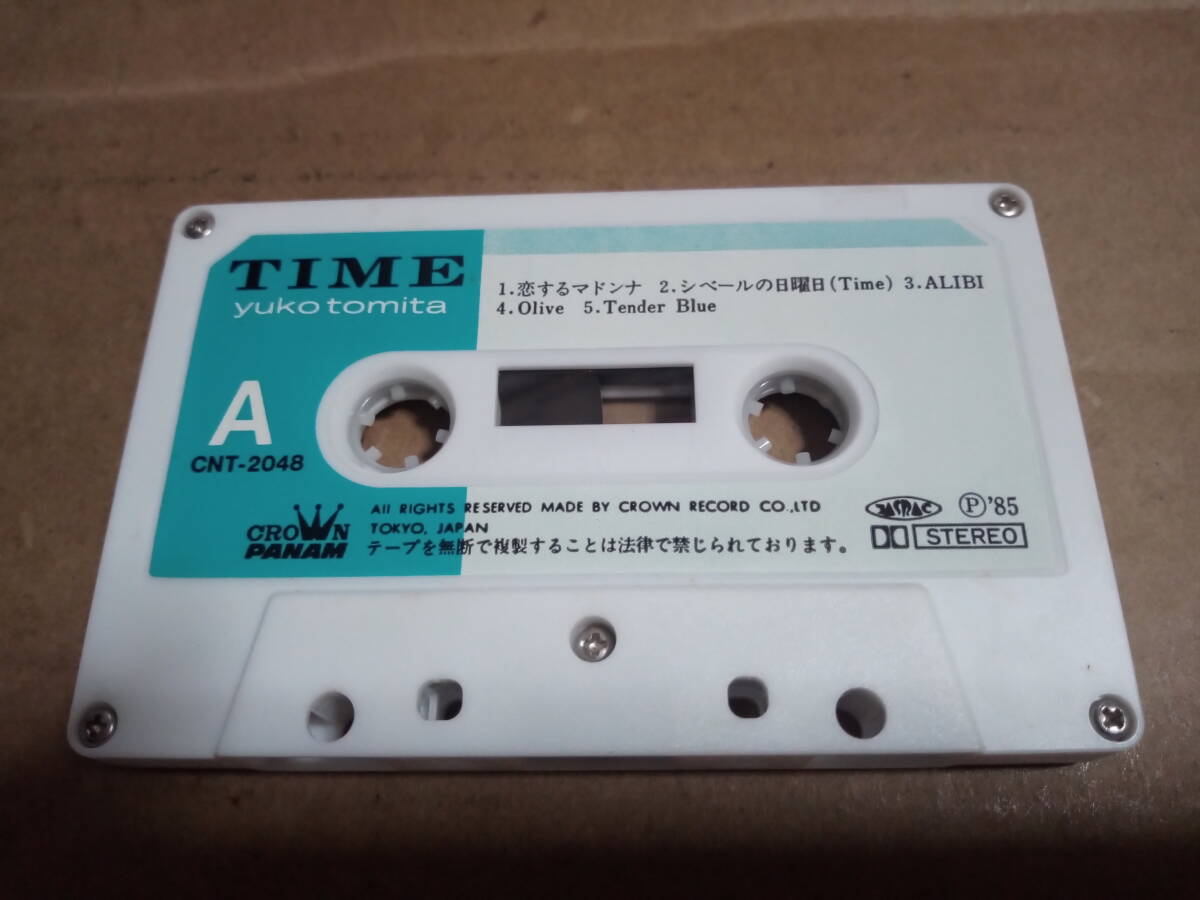 TIME
yuko tomita
1.恋するマドンナ 2.シベールの日曜日(Time) 3.ALIBI
4.Olive 5.Tender Blue
A
CNT-2048
CROWN
PANAM
All RIGHTS RESERVED MADE BY CROWN RECORD CO.,LTD
TOKYO, JAPAN
テープを無断で複製することは法律で禁じられております。
JASRAC
Ⓟ'85
STEREO